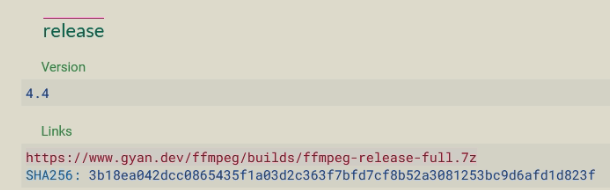 release
Version
4.4
Links
https://www.gyan.dev/ffmpeg/builds/ffmpeg-release-full.7z
SHA256: 3b18ea042dcc0865435f1a03d2c363f7bfd7cf8b52a3081253bc9d6afd1d823f